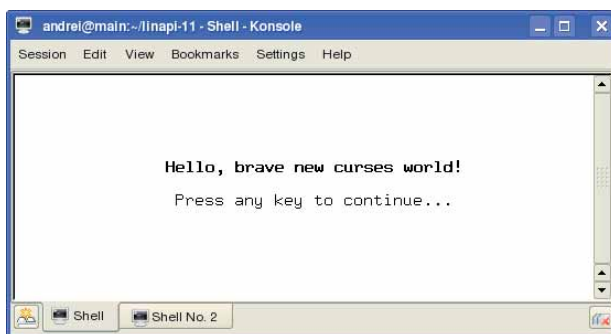 andrei@main:~/linapi-11 - Shell - Konsole
Session Edit View Bookmarks Settings Help
Hello, brave new curses world!
Press any key to continue...
Shell Shell No. 2